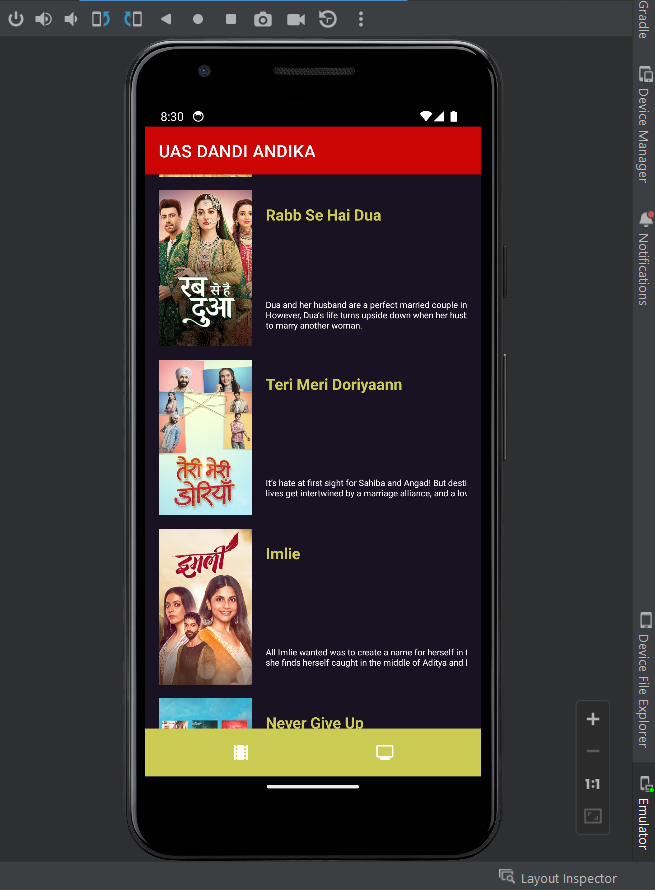 Gradle
Device Manager
Notifications
8:30
UAS DANDI ANDIKA
Rabb Se Hai Dua
रब से है
दुआ
Dua and her husband are a perfect married couple in
However, Dua's life turns upside down when her hust
to marry another woman.
Teri Meri Doriyaann
तेरी मेरी
डोरियाँ
It's hate at first sight for Sahiba and Angad! But desti
lives get intertwined by a marriage alliance, and a lov
इमली
Imlie
All Imlie wanted was to create a name for herself in t
she finds herself caught in the middle of Aditya and
Never Give Up
Device File Explorer
1:1
Emulator
Layout Inspector